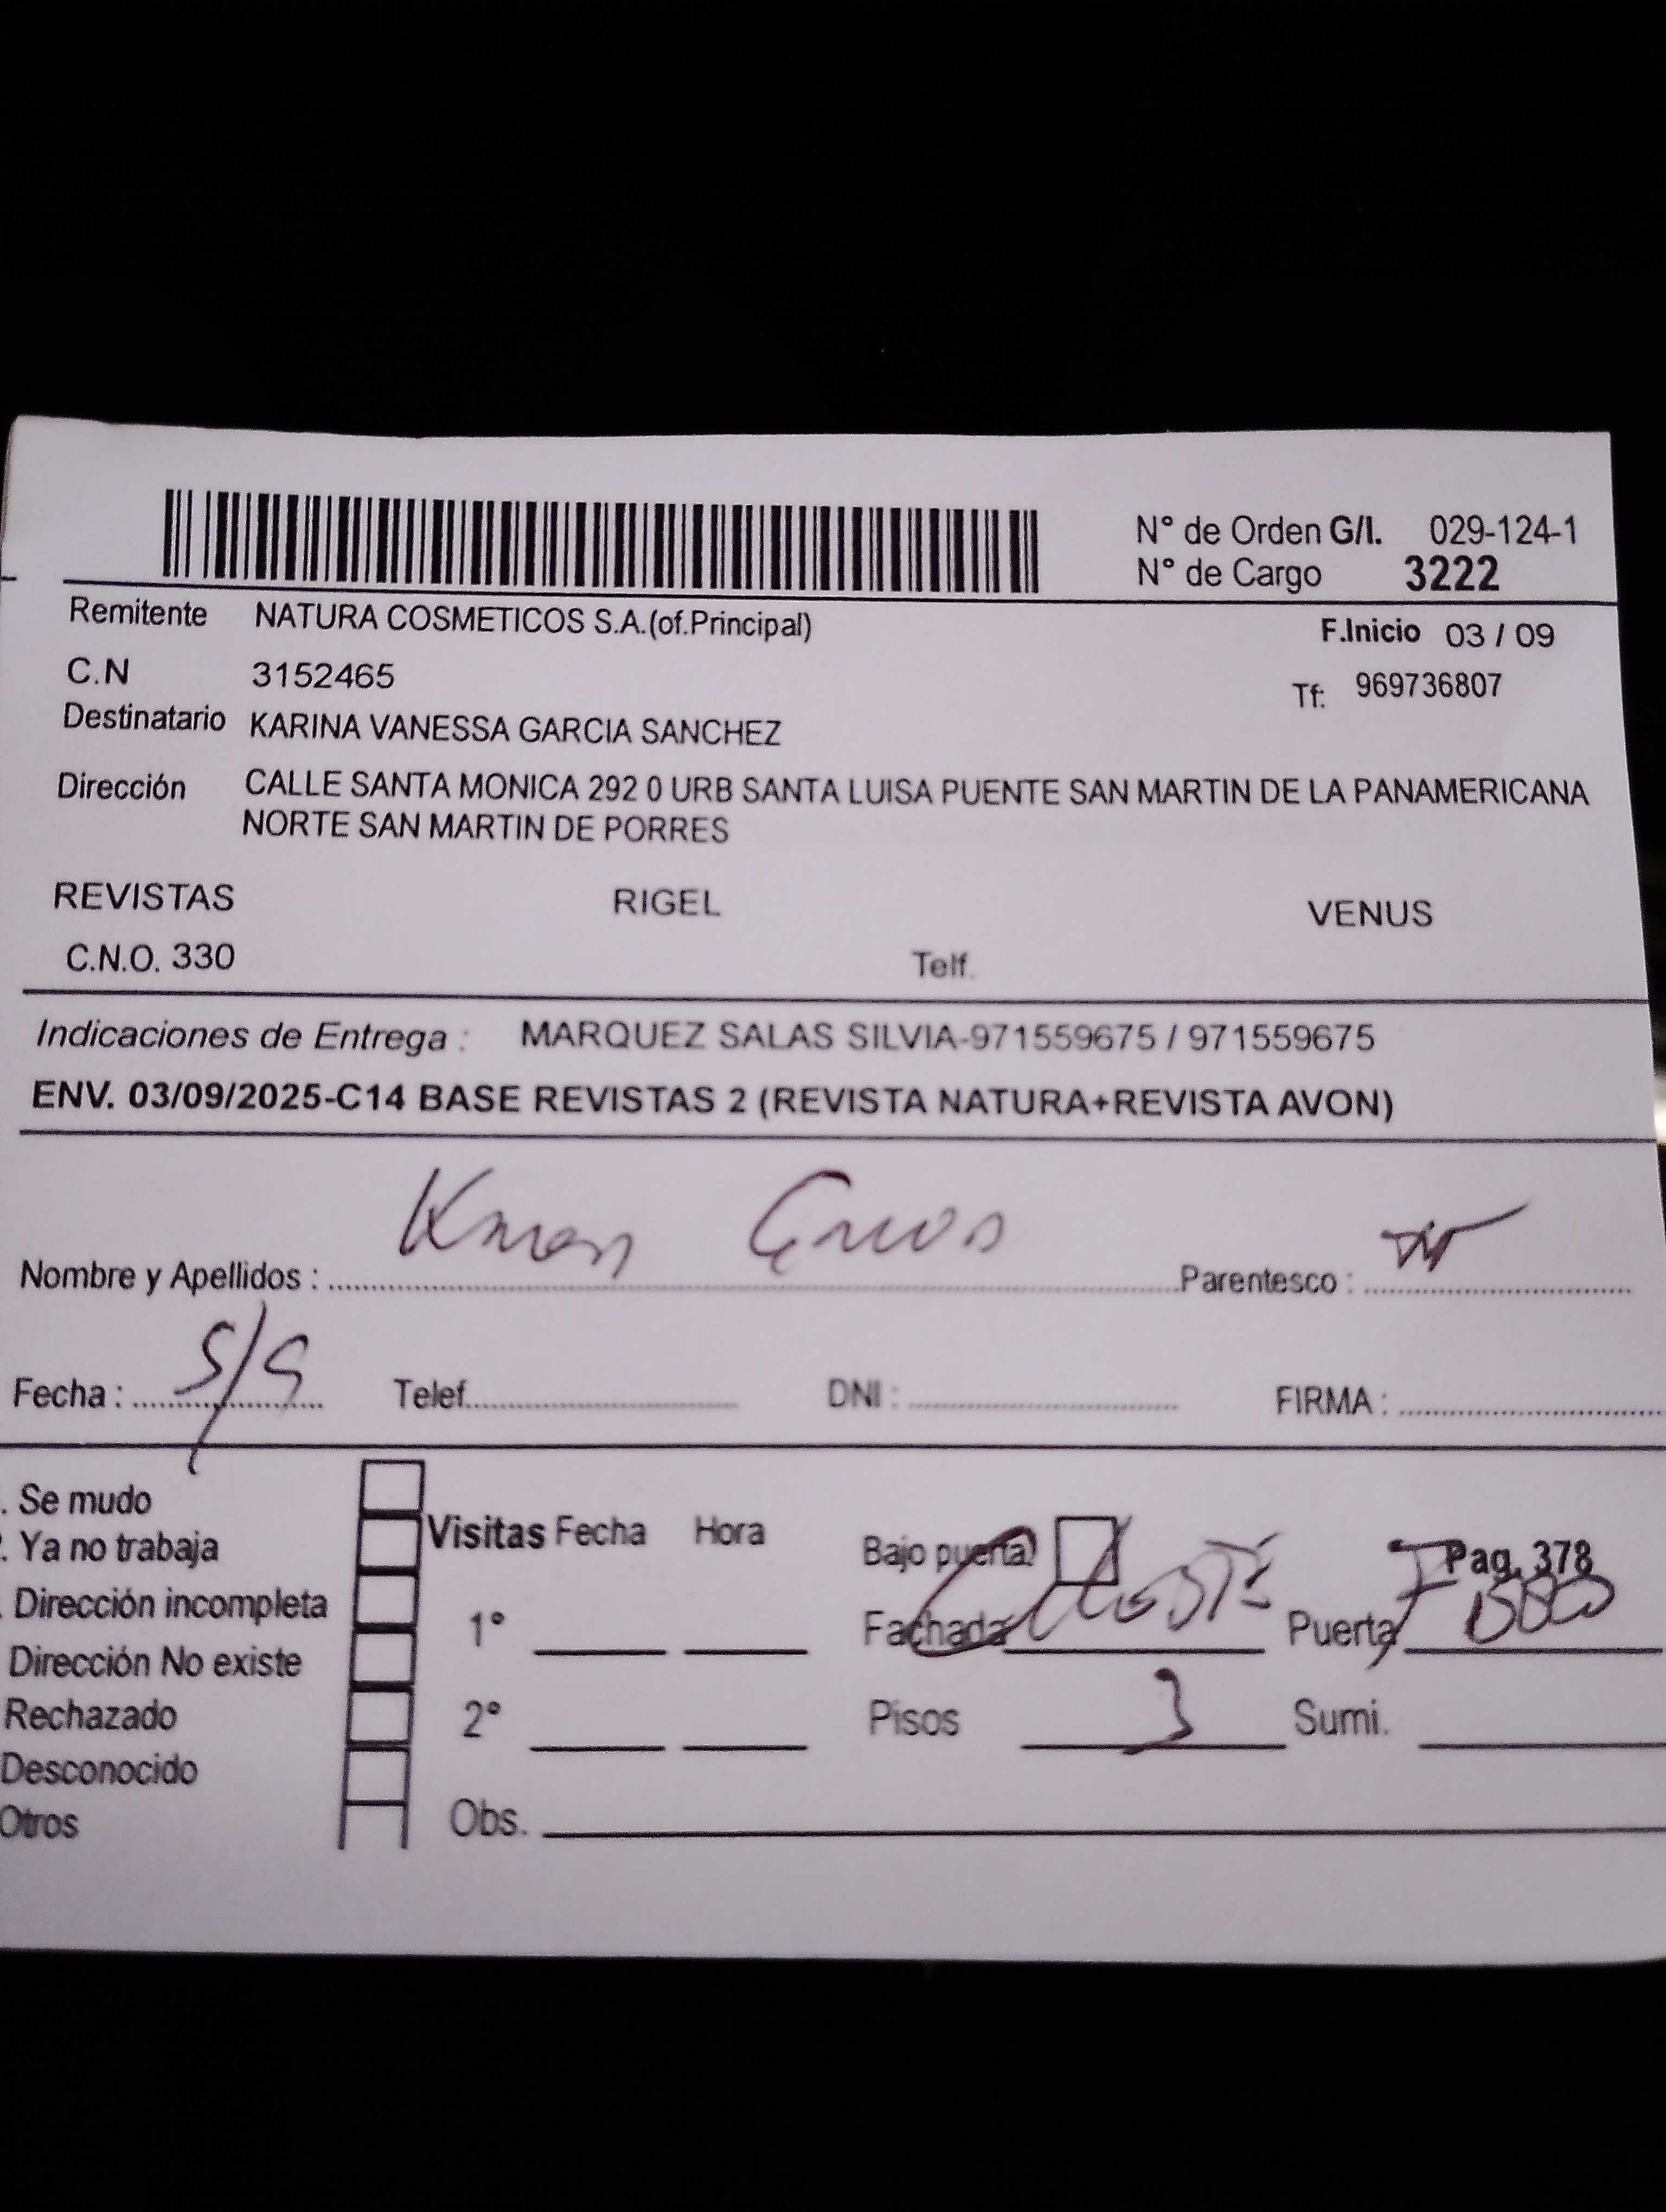 N° de Orden G/I. 029-124-1
N° de Cargo 3222
Remitente NATURA COSMETICOS S.A.(of.Principal)
F.Inicio 03 / 09
C.N 3152465
Tf: 969736807
Destinatario KARINA VANESSA GARCIA SANCHEZ
Dirección CALLE SANTA MONICA 292 0 URB SANTA LUISA PUENTE SAN MARTIN DE LA PANAMERICANA
NORTE SAN MARTIN DE PORRES
REVISTAS RIGEL VENUS
C.N.O. 330 Telf.
Indicaciones de Entrega : MARQUEZ SALAS SILVIA-971559675 / 971559675
ENV. 03/09/2025-C14 BASE REVISTAS 2 (REVISTA NATURA+REVISTA AVON)
Nombre y Apellidos : Parentesco :
Fecha : 5/9 Telef. DNI : FIRMA :
. Se mudo
. Ya no trabaja
. Dirección incompleta
Dirección No existe
Rechazado
Desconocido
Otros
Visitas Fecha Hora
1°
2°
Obs.
Bajo puerta Pag. 378
Fachada Puerta
Pisos 3 Sumi.